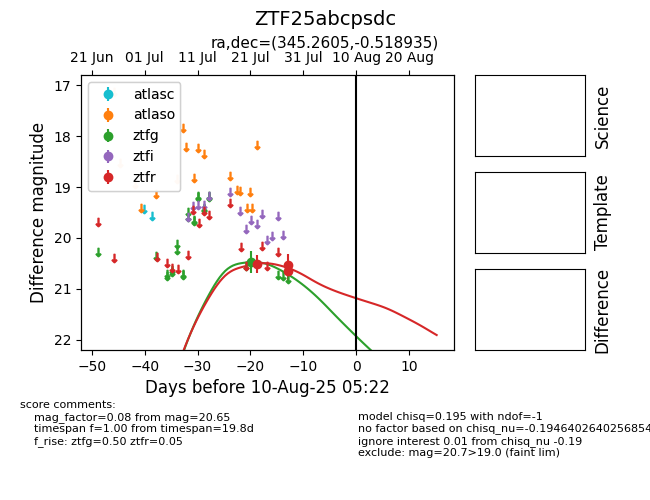 ZTF25abcpsdc
ra,dec=(345.2605,-0.518935)
21 Jun 01 Jul 11 Jul 21 Jul 31 Jul 10 Aug 20 Aug
17
18
19
20
21
22
Difference magnitude
atlasc
atlaso
ztfg
ztfi
ztfr
−50 −40 −30 −20 −10 0 10
Days before 10-Aug-25 05:22
Science
Template
Difference
score comments:
mag_factor=0.08 from mag=20.65
timespan f=1.00 from timespan=19.8d
f_rise: ztfg=0.50 ztfr=0.05
model chisq=0.195 with ndof=-1
no factor based on chisq_nu=-0.1946402640256854
ignore interest 0.01 from chisq_nu -0.19
exclude: mag=20.7>19.0 (faint lim)